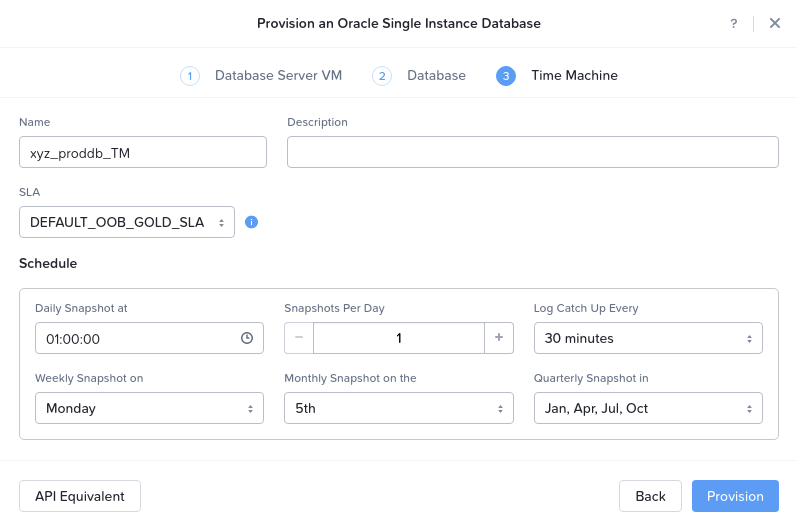 Provision an Oracle Single Instance Database
?
1 Database Server VM 2 Database 3 Time Machine
Name Description
xyz_proddb_TM
SLA
DEFAULT_OOB_GOLD_SLA
i
Schedule
Daily Snapshot at Snapshots Per Day Log Catch Up Every
01:00:00 − 1 + 30 minutes
Weekly Snapshot on Monthly Snapshot on the Quarterly Snapshot in
Monday 5th Jan, Apr, Jul, Oct
API Equivalent Back Provision